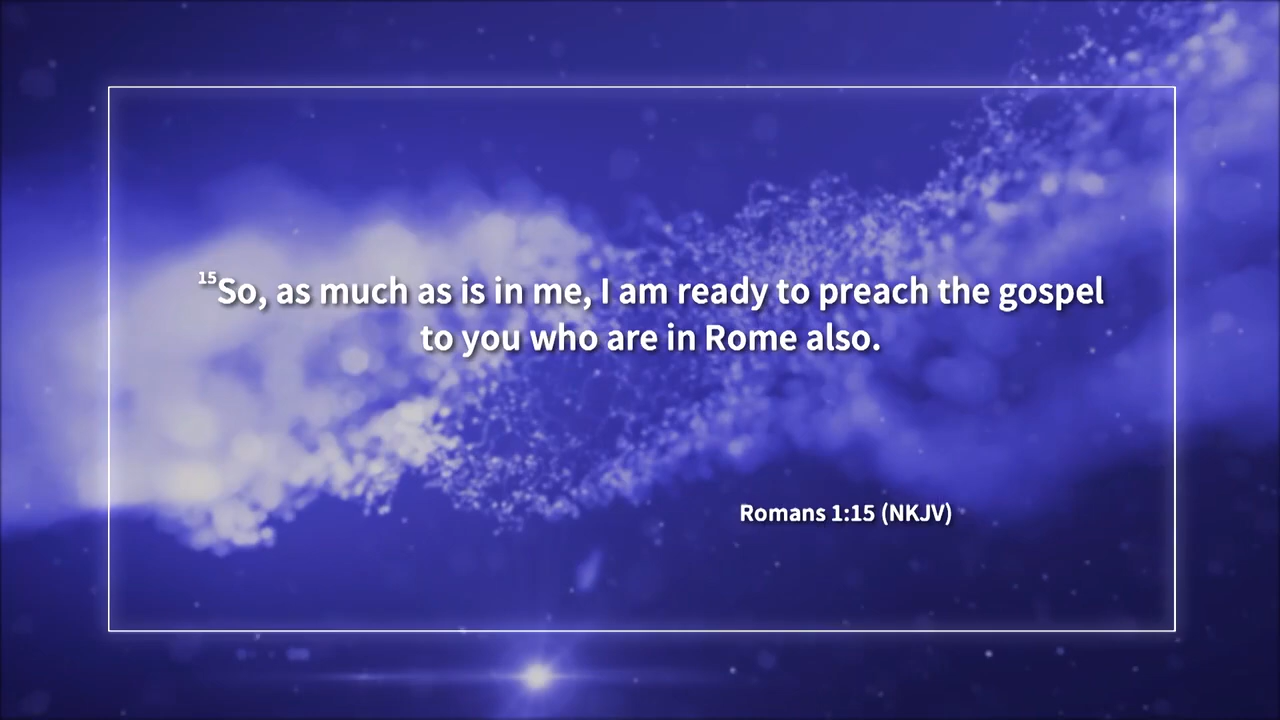 15So, as much as is in me, I am ready to preach the gospel
to you who are in Rome also.
Romans 1:15 (NKJV)